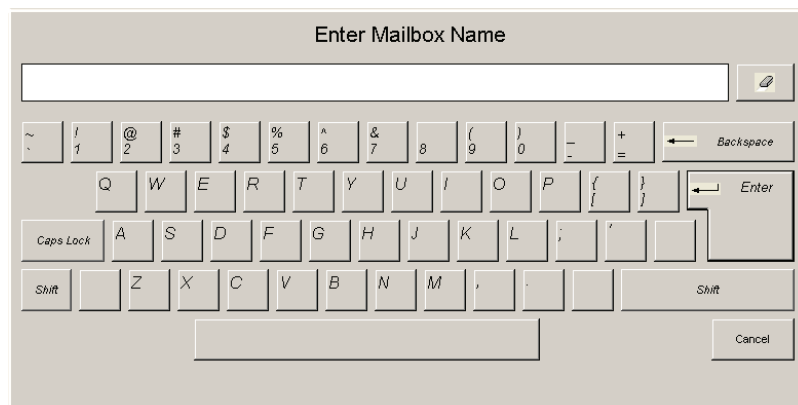 Enter Mailbox Name
~ ! @ # $ % ^ & ( ) _ +
` 1 2 3 4 5 6 7 8 9 0 - = Backspace
Q W E R T Y U I O P { } Enter
[ ]
Caps Lock A S D F G H J K L ; '
Shift Z X C V B N M , . Shift
Cancel